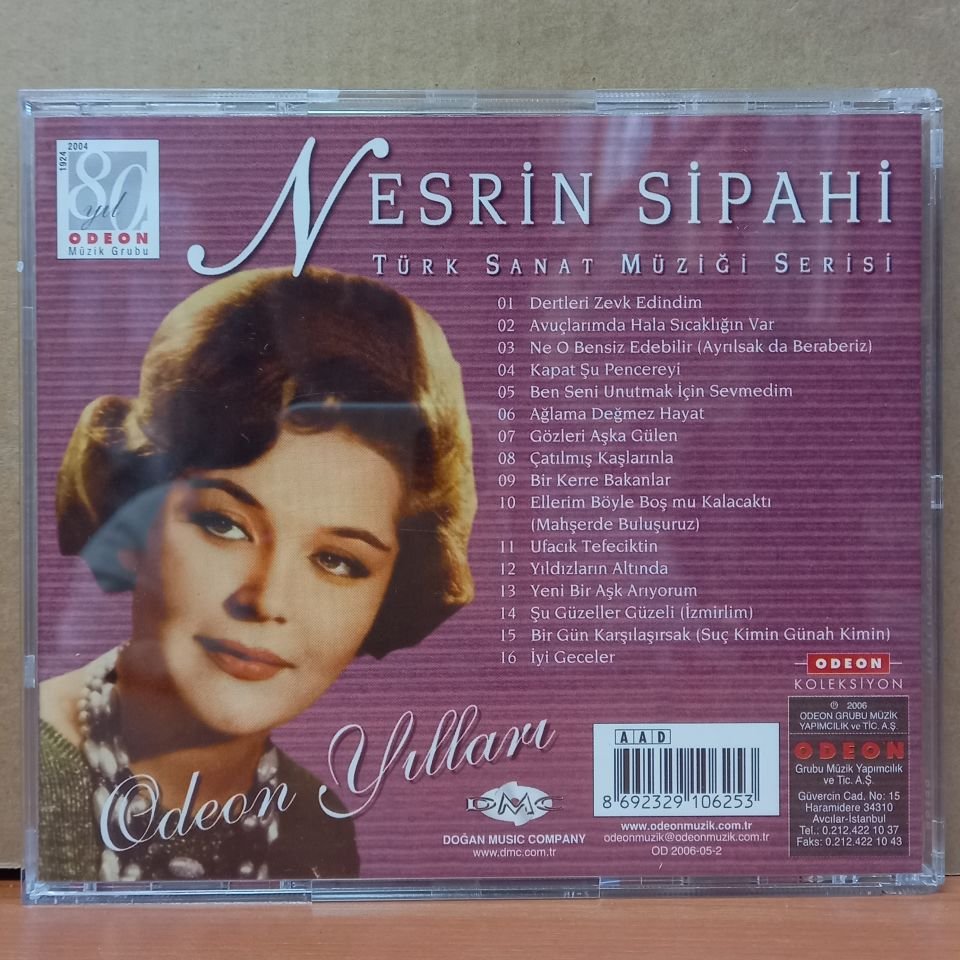 1924 2004
80
yıl
ODEON
Müzik Grubu
NESRİN SİPAHİ
TÜRK SANAT MÜZİĞİ SERİSİ
01 Dertleri Zevk Edindim
02 Avuçlarımda Hala Sıcaklığın Var
03 Ne O Bensiz Edebilir (Ayrılsak da Beraberiz)
04 Kapat Şu Pencereyi
05 Ben Seni Unutmak İçin Sevmedim
06 Ağlama Değmez Hayat
07 Gözleri Aşka Gülen
08 Çatılmış Kaşlarınla
09 Bir Kerre Bakanlar
10 Ellerim Böyle Boş mu Kalacaktı
(Mahşerde Buluşuruz)
11 Ufacık Tefeciktin
12 Yıldızların Altında
13 Yeni Bir Aşk Arıyorum
14 Şu Güzeller Güzeli (İzmirlim)
15 Bir Gün Karşılaşırsak (Suç Kimin Günah Kimin)
16 İyi Geceler
ODEON
KOLEKSİYON
Odeon Yılları
DMC
DOĞAN MUSIC COMPANY
www.dmc.com.tr
AAD
8 692329 106253
www.odeonmuzik.com.tr
odeonmuzik@odeonmuzik.com.tr
OD 2006-05-2
℗ 2006
ODEON GRUBU MÜZİK
YAPIMCILIK ve TİC. A.Ş.
ODEON
Grubu Müzik Yapımcılık
ve Tic. A.Ş.
Güvercin Cad. No: 15
Haramidere 34310
Avcılar-İstanbul
Tel.: 0.212.422 10 37
Faks: 0.212.422 10 43